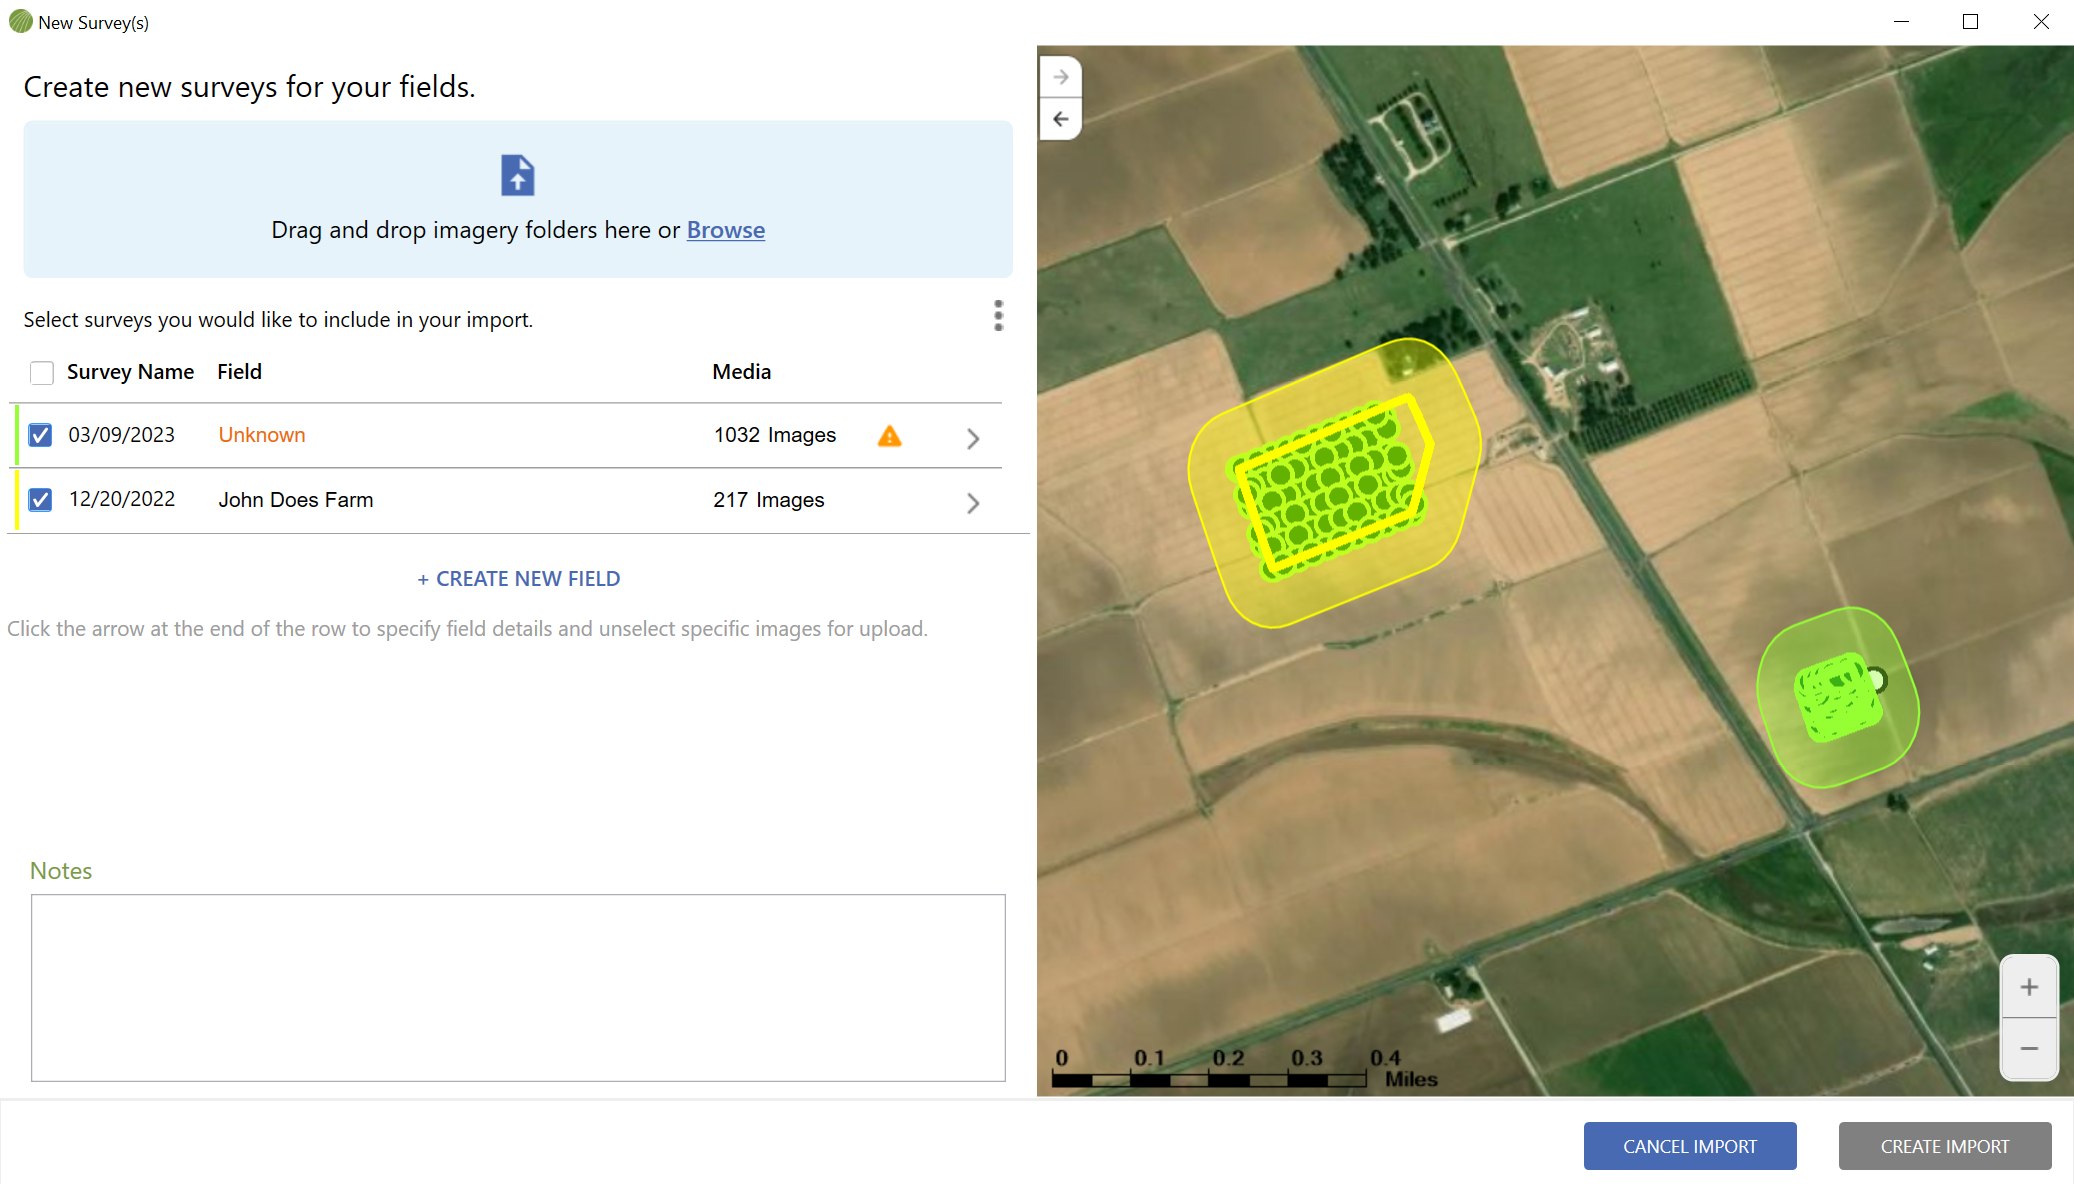 New Survey(s)
Create new surveys for your fields.
Drag and drop imagery folders here or Browse
Select surveys you would like to include in your import.
Survey Name Field Media
03/09/2023 Unknown 1032 Images
12/20/2022 John Does Farm 217 Images
+ CREATE NEW FIELD
Click the arrow at the end of the row to specify field details and unselect specific images for upload.
Notes
0 0.1 0.2 0.3 0.4
Miles
CANCEL IMPORT CREATE IMPORT